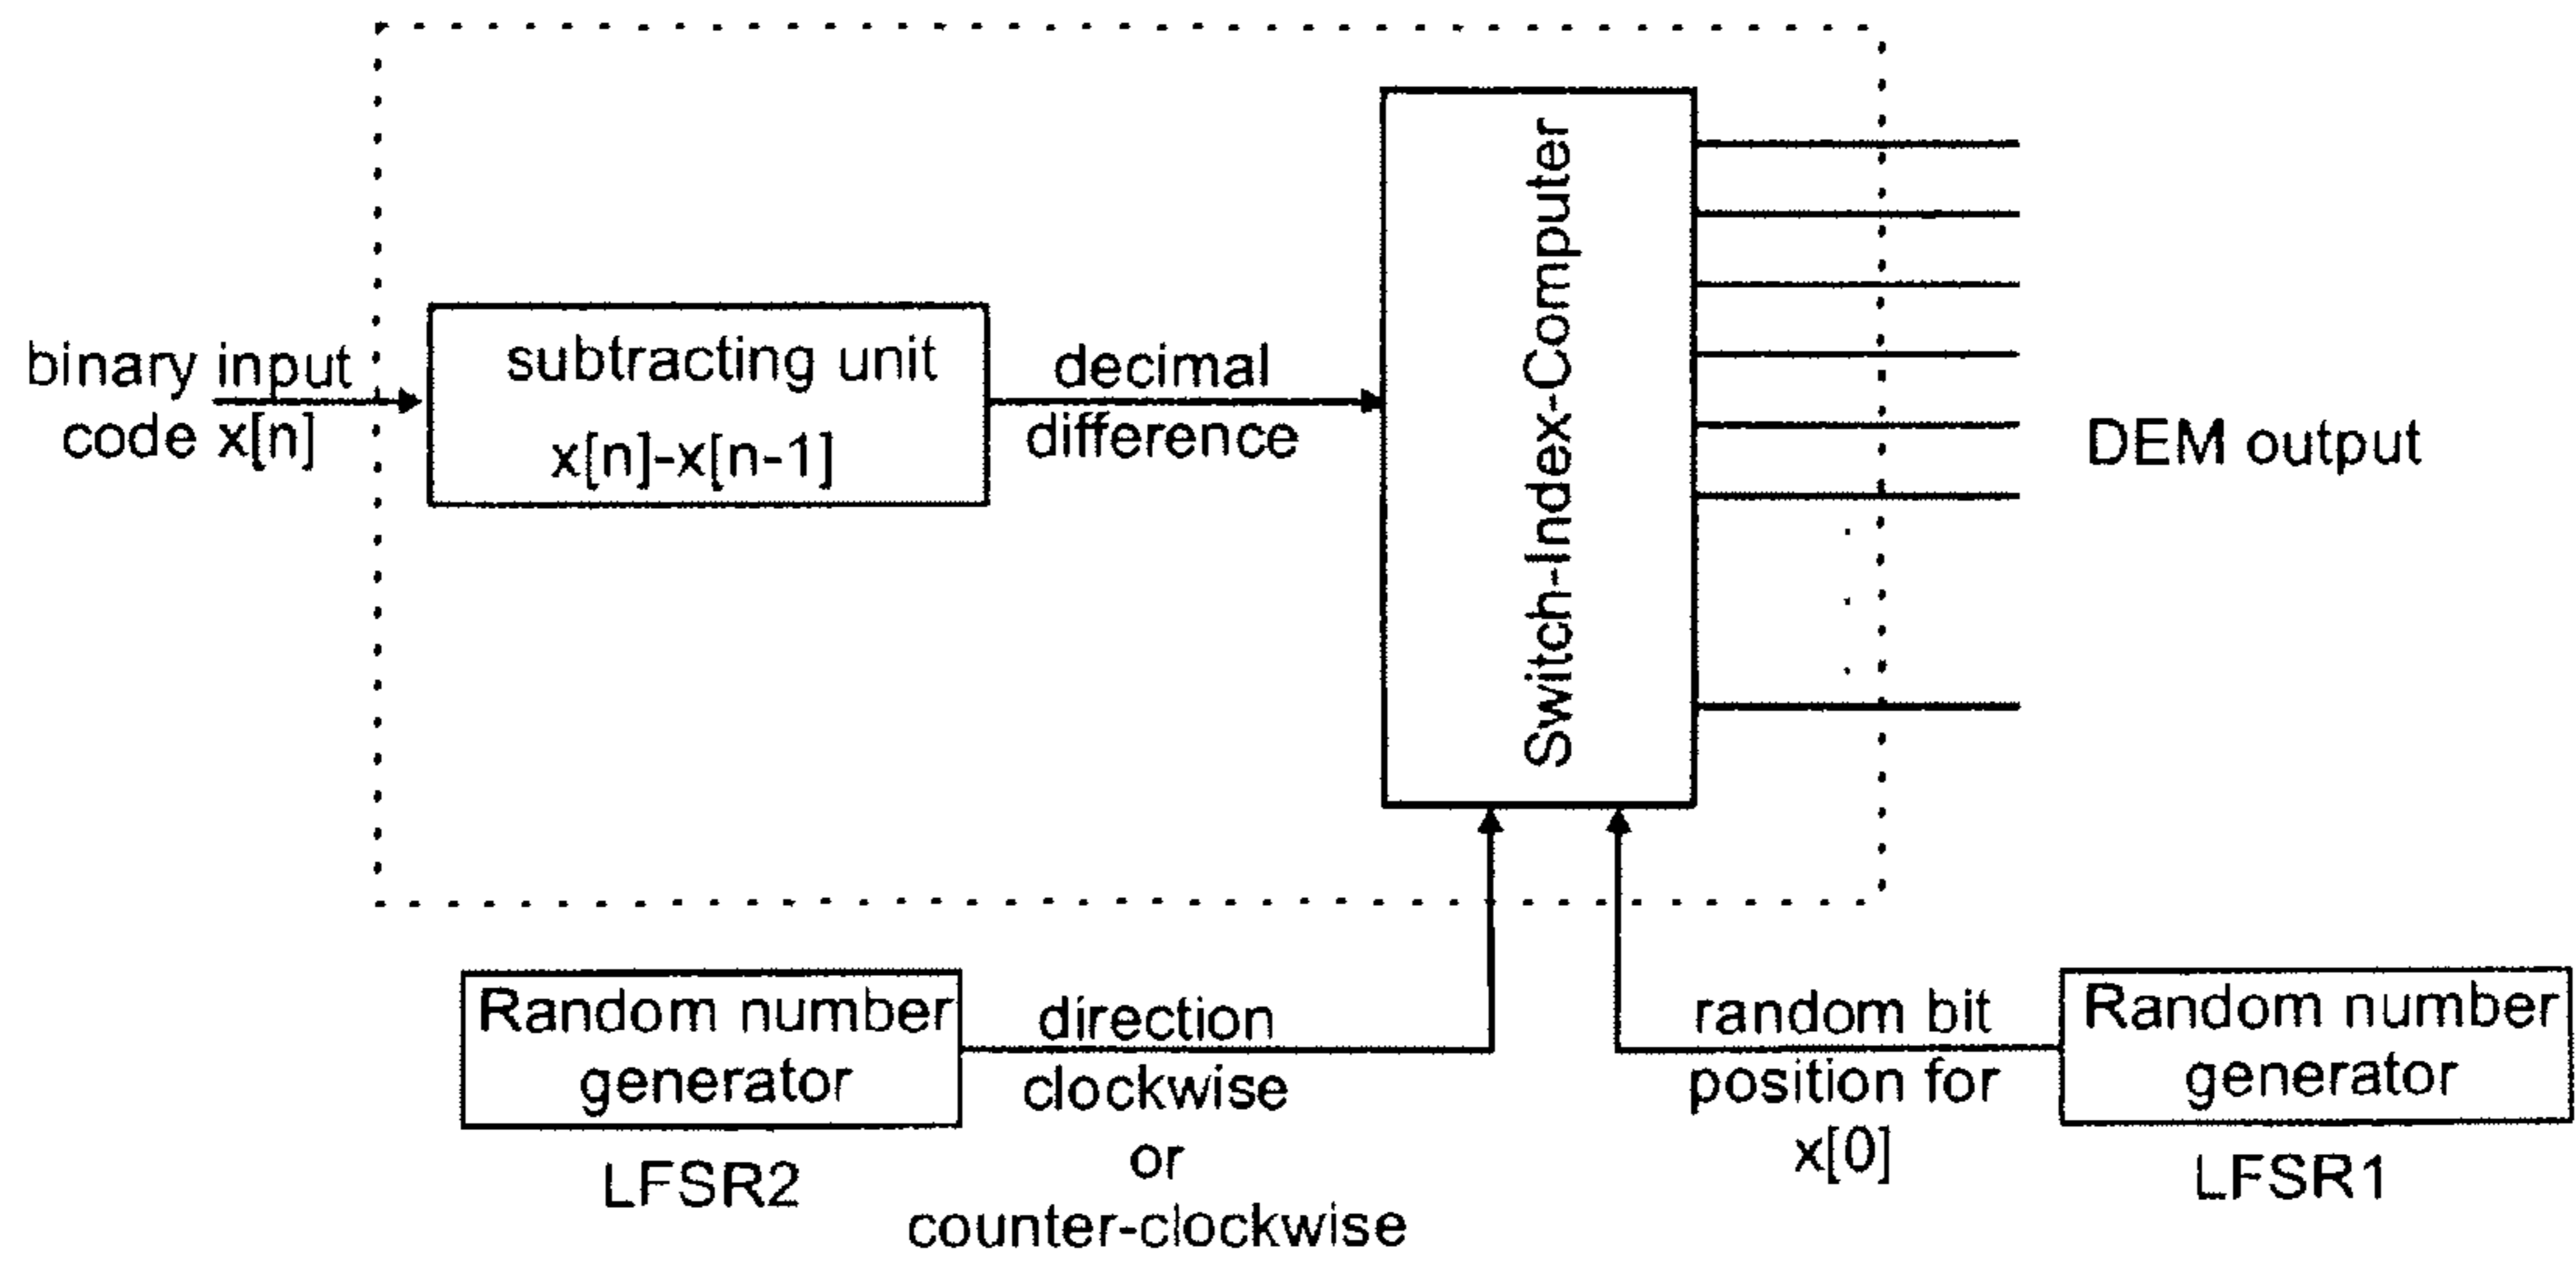 binary input
code x[n]
subtracting unit
x[n]-x[n-1]
decimal
difference
Switch-Index-Computer
DEM output
Random number
generator
LFSR2
direction
clockwise
or
counter-clockwise
random bit
position for
x[0]
Random number
generator
LFSR1